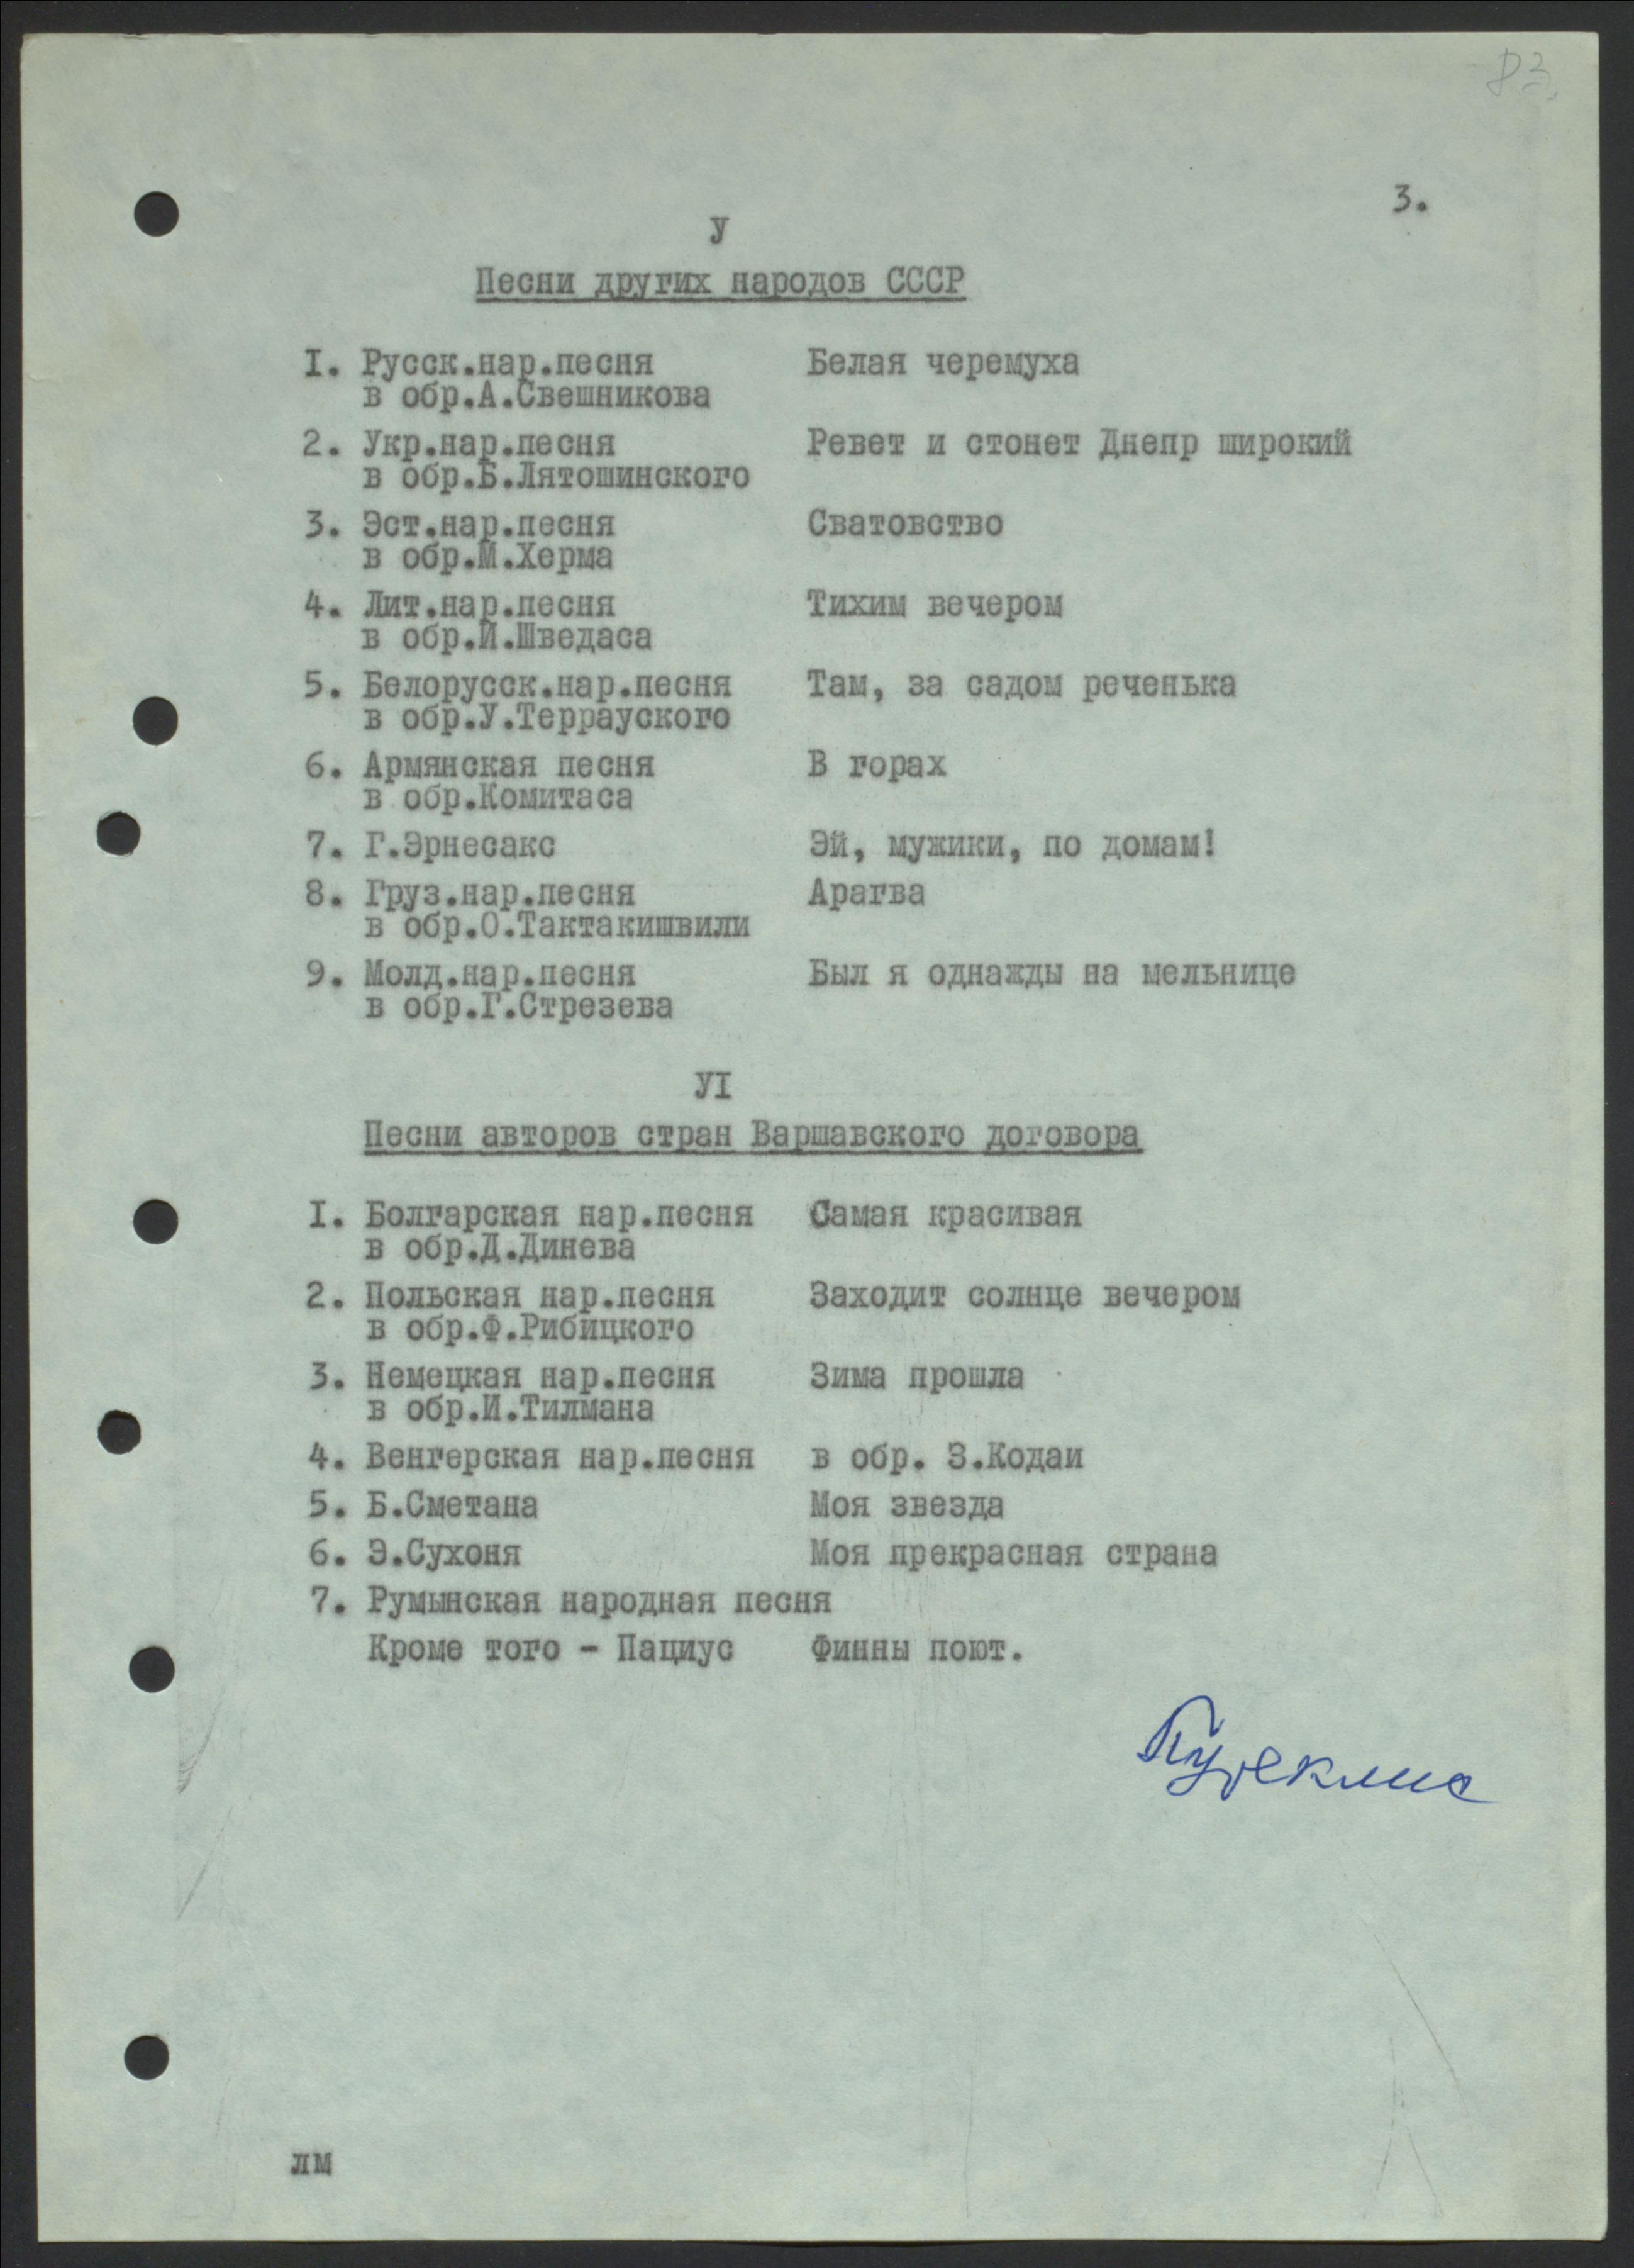 83.
3.
У
Песни других народов СССР
I. Русск.нар.песня Белая черемуха
в обр.А.Свешникова
2. Укр.нар.песня Ревет и стонет Днепр широкий
в обр.Б.Лятошинского
3. Эст.нар.песня Сватовство
в обр.М.Херма
4. Лит.нар.песня Тихим вечером
в обр.Й.Шведаса
5. Белорусск.нар.песня Там, за садом реченька
в обр.У.Террауского
6. Армянская песня В горах
в обр.Комитаса
7. Г.Эрнесакс Эй, мужики, по домам!
8. Груз.нар.песня Арагва
в обр.О.Тактакишвили
9. Молд.нар.песня Был я однажды на мельнице
в обр.Г.Стрезева
УI
Песни авторов стран Варшавского договора
I. Болгарская нар.песня Самая красивая
в обр.Д.Динева
2. Польская нар.песня Заходит солнце вечером
в обр.Ф.Рибицкого
3. Немецкая нар.песня Зима прошла
в обр.И.Тилмана
4. Венгерская нар.песня в обр. З.Кодаи
5. Б.Сметана Моя звезда
6. Э.Сухоня Моя прекрасная страна
7. Румынская народная песня
Кроме того - Пациус Финны поют.
лм